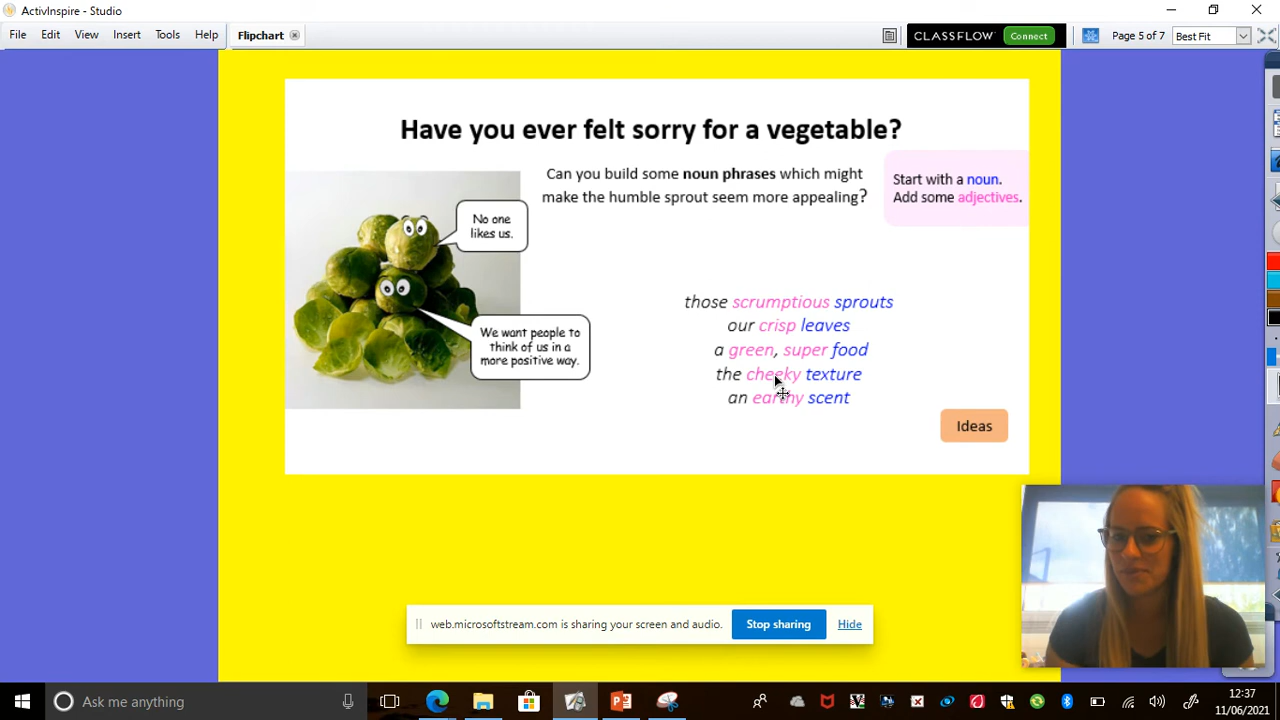 ActivInspire - Studio
File Edit View Insert Tools Help Flipchart CLASSFLOW Connect Page 5 of 7 Best Fit
Have you ever felt sorry for a vegetable?
Can you build some noun phrases which might
make the humble sprout seem more appealing?
Start with a noun.
Add some adjectives.
No one
likes us.
We want people to
think of us in a
more positive way.
those scrumptious sprouts
our crisp leaves
a green, super food
the cheeky texture
an earthy scent
Ideas
web.microsoftstream.com is sharing your screen and audio. Stop sharing Hide
Ask me anything
12:37
11/06/2021